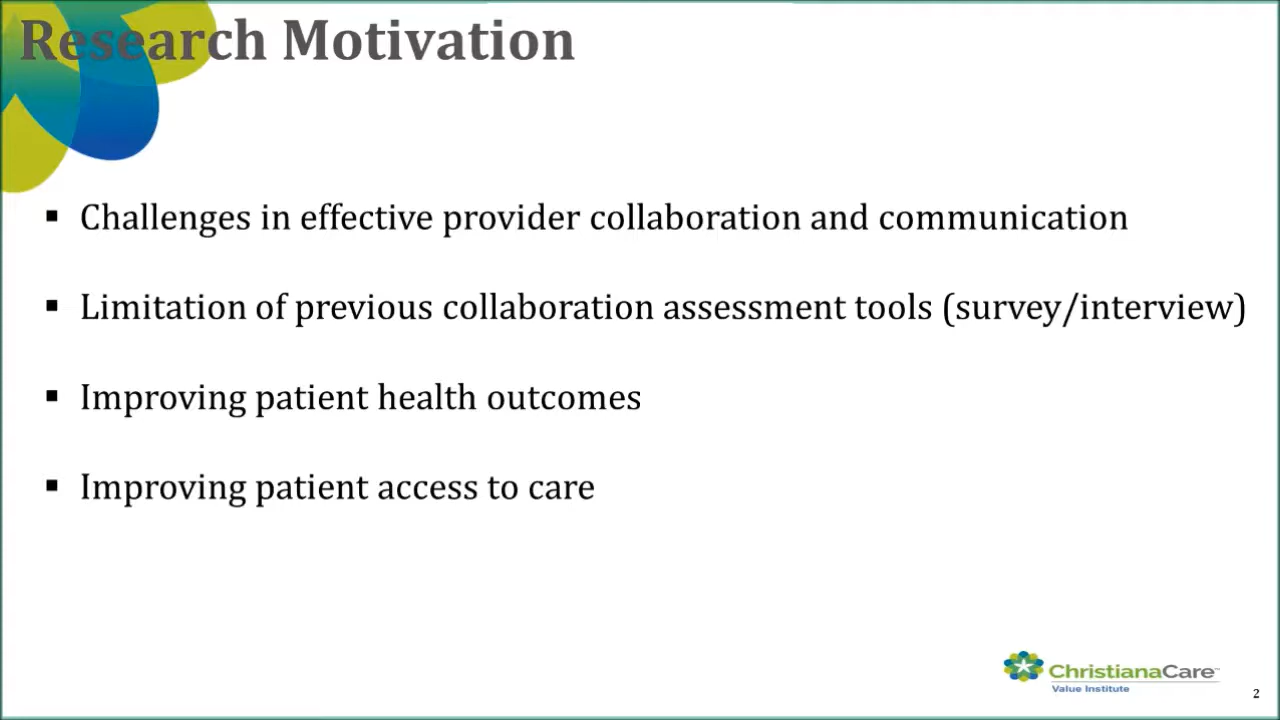 Research Motivation
▪ Challenges in effective provider collaboration and communication
▪ Limitation of previous collaboration assessment tools (survey/interview)
▪ Improving patient health outcomes
▪ Improving patient access to care
ChristianaCare™
Value Institute
2